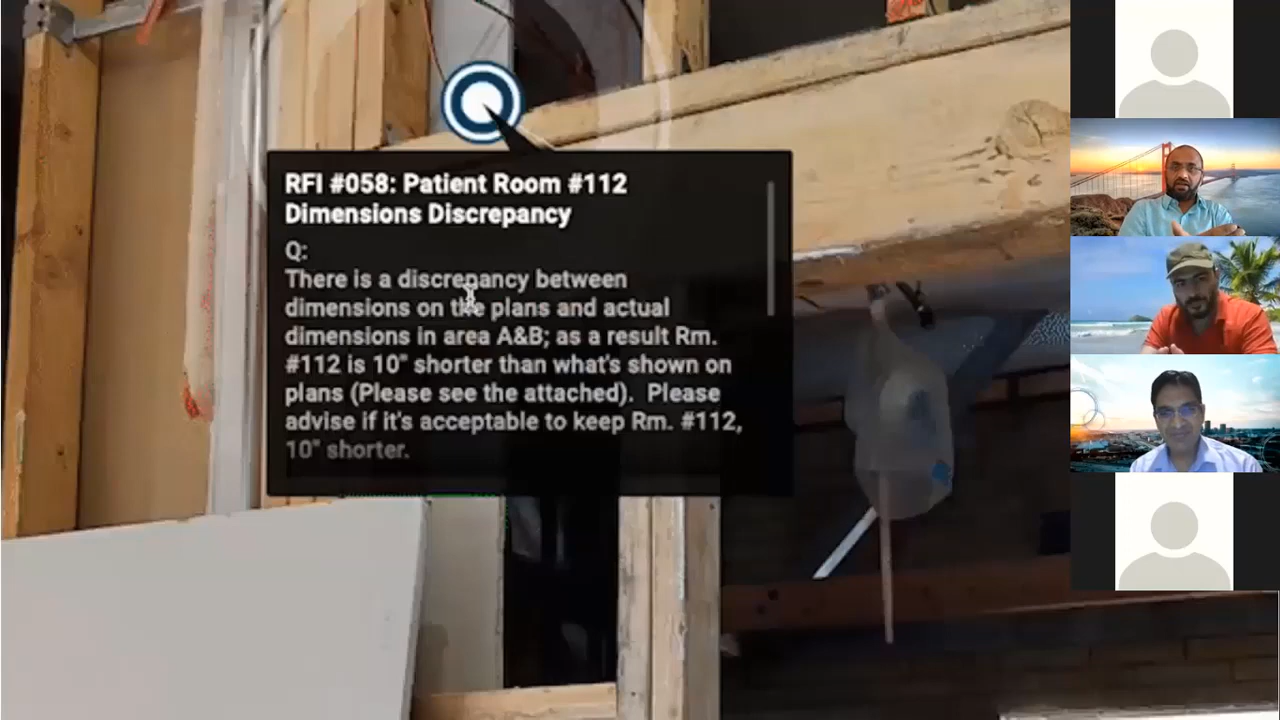 RFI #058: Patient Room #112
Dimensions Discrepancy
Q:
There is a discrepancy between
dimensions on the plans and actual
dimensions in area A&B; as a result Rm.
#112 is 10" shorter than what's shown on
plans (Please see the attached).  Please
advise if it's acceptable to keep Rm. #112,
10" shorter.